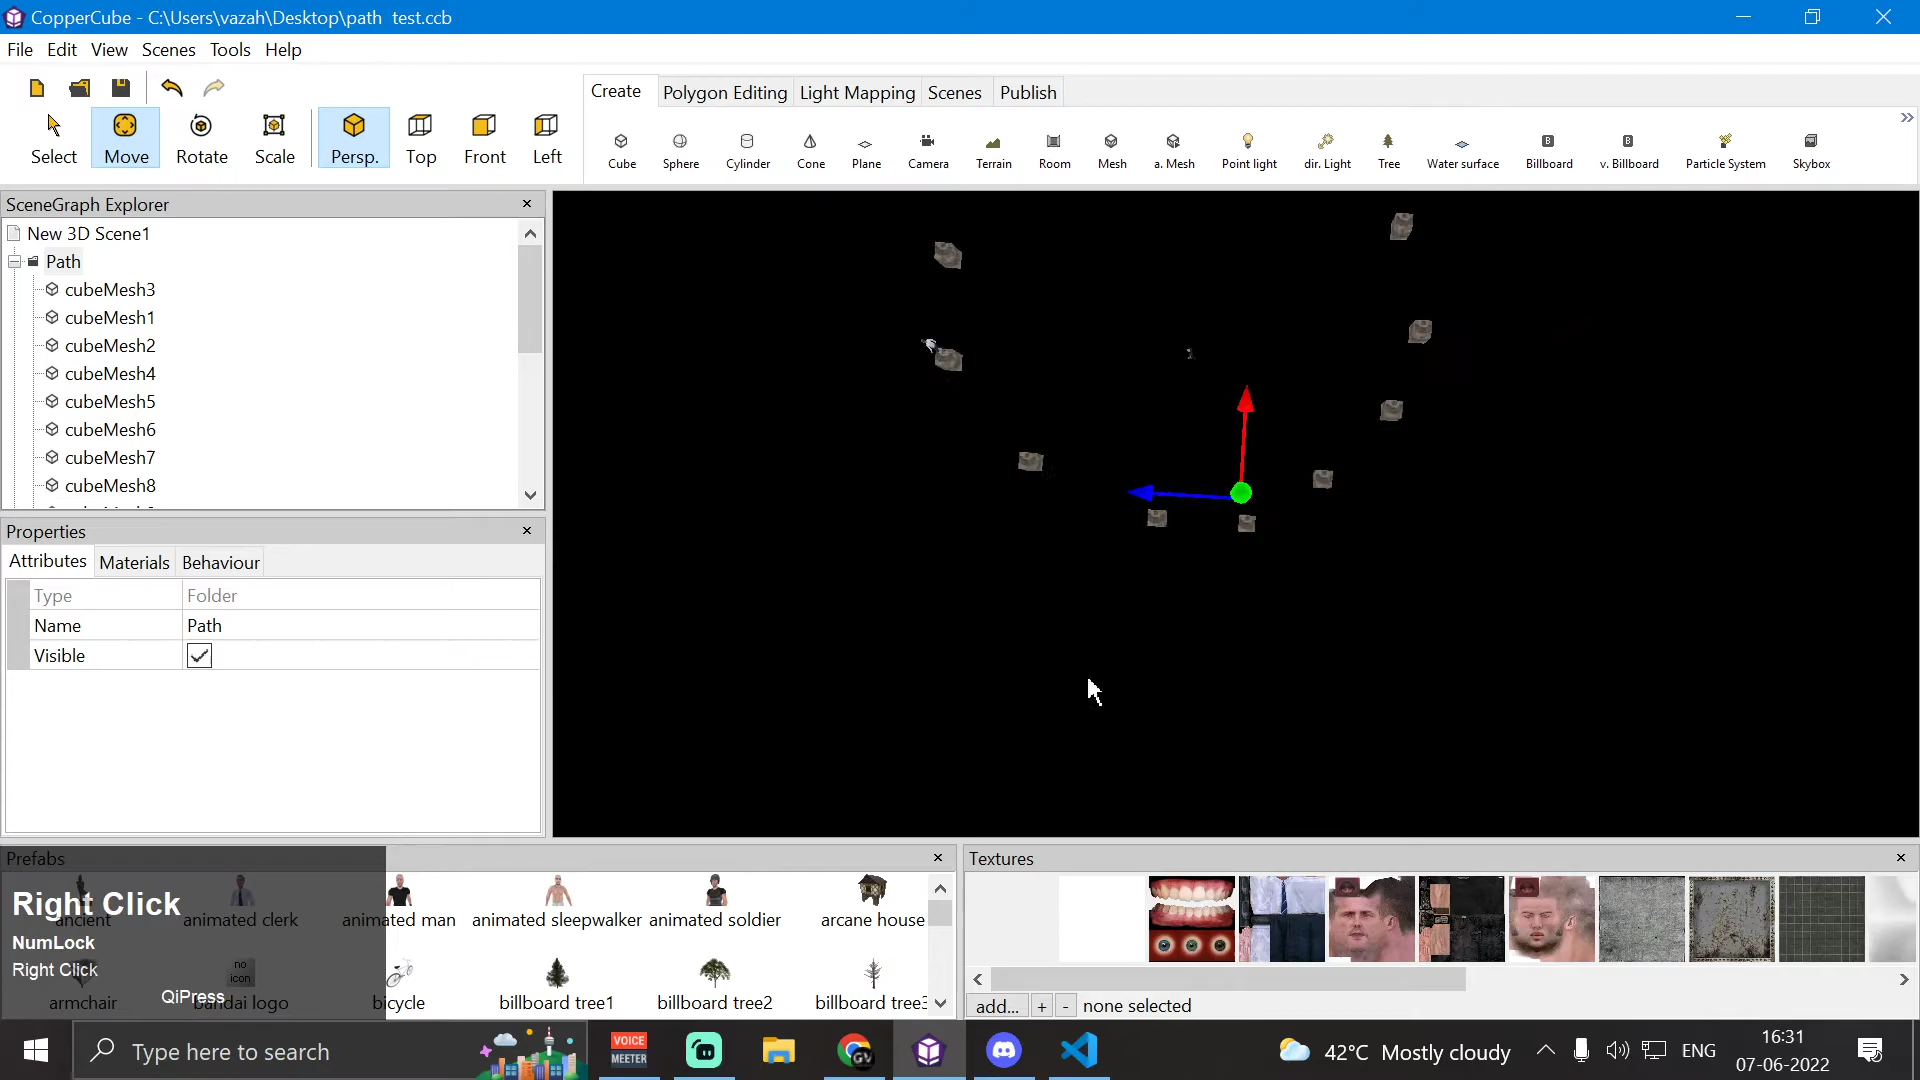 CopperCube - C:\Users\vazah\Desktop\path test.ccb
File Edit View Scenes Tools Help
Create Polygon Editing Light Mapping Scenes Publish
Select Move Rotate Scale Persp. Top Front Left
Cube Sphere Cylinder Cone Plane Camera Terrain Room Mesh a. Mesh Point light dir. Light Tree Water surface Billboard v. Billboard Particle System Skybox
SceneGraph Explorer
New 3D Scene1
Path
cubeMesh3
cubeMesh1
cubeMesh2
cubeMesh4
cubeMesh5
cubeMesh6
cubeMesh7
cubeMesh8
Properties
Attributes Materials Behaviour
Type Folder
Name Path
Visible
Prefabs
ancient animated clerk animated man animated sleepwalker animated soldier arcane house
no icon
armchair bandai logo bicycle billboard tree1 billboard tree2 billboard tree3
Right Click
NumLock
Right Click
QiPress
Textures
add... + - none selected
Type here to search
VOICE
MEETER
GV
42°C Mostly cloudy
ENG
16:31
07-06-2022